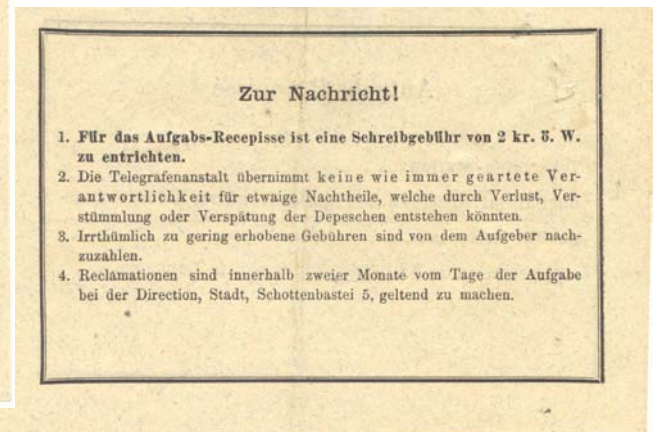 Zur Nachricht!
1. Für das Aufgabs-Recepisse ist eine Schreibgebühr von 2 kr. ö. W.
zu entrichten.
2. Die Telegrafenanstalt übernimmt keine wie immer geartete Ver-
antwortlichkeit für etwaige Nachtheile, welche durch Verlust, Ver-
stümmlung oder Verspätung der Depeschen entstehen könnten.
3. Irrthümlich zu gering erhobene Gebühren sind von dem Aufgeber nach-
zuzahlen.
4. Reclamationen sind innerhalb zweier Monate vom Tage der Aufgabe
bei der Direction, Stadt, Schottenbastei 5, geltend zu machen.